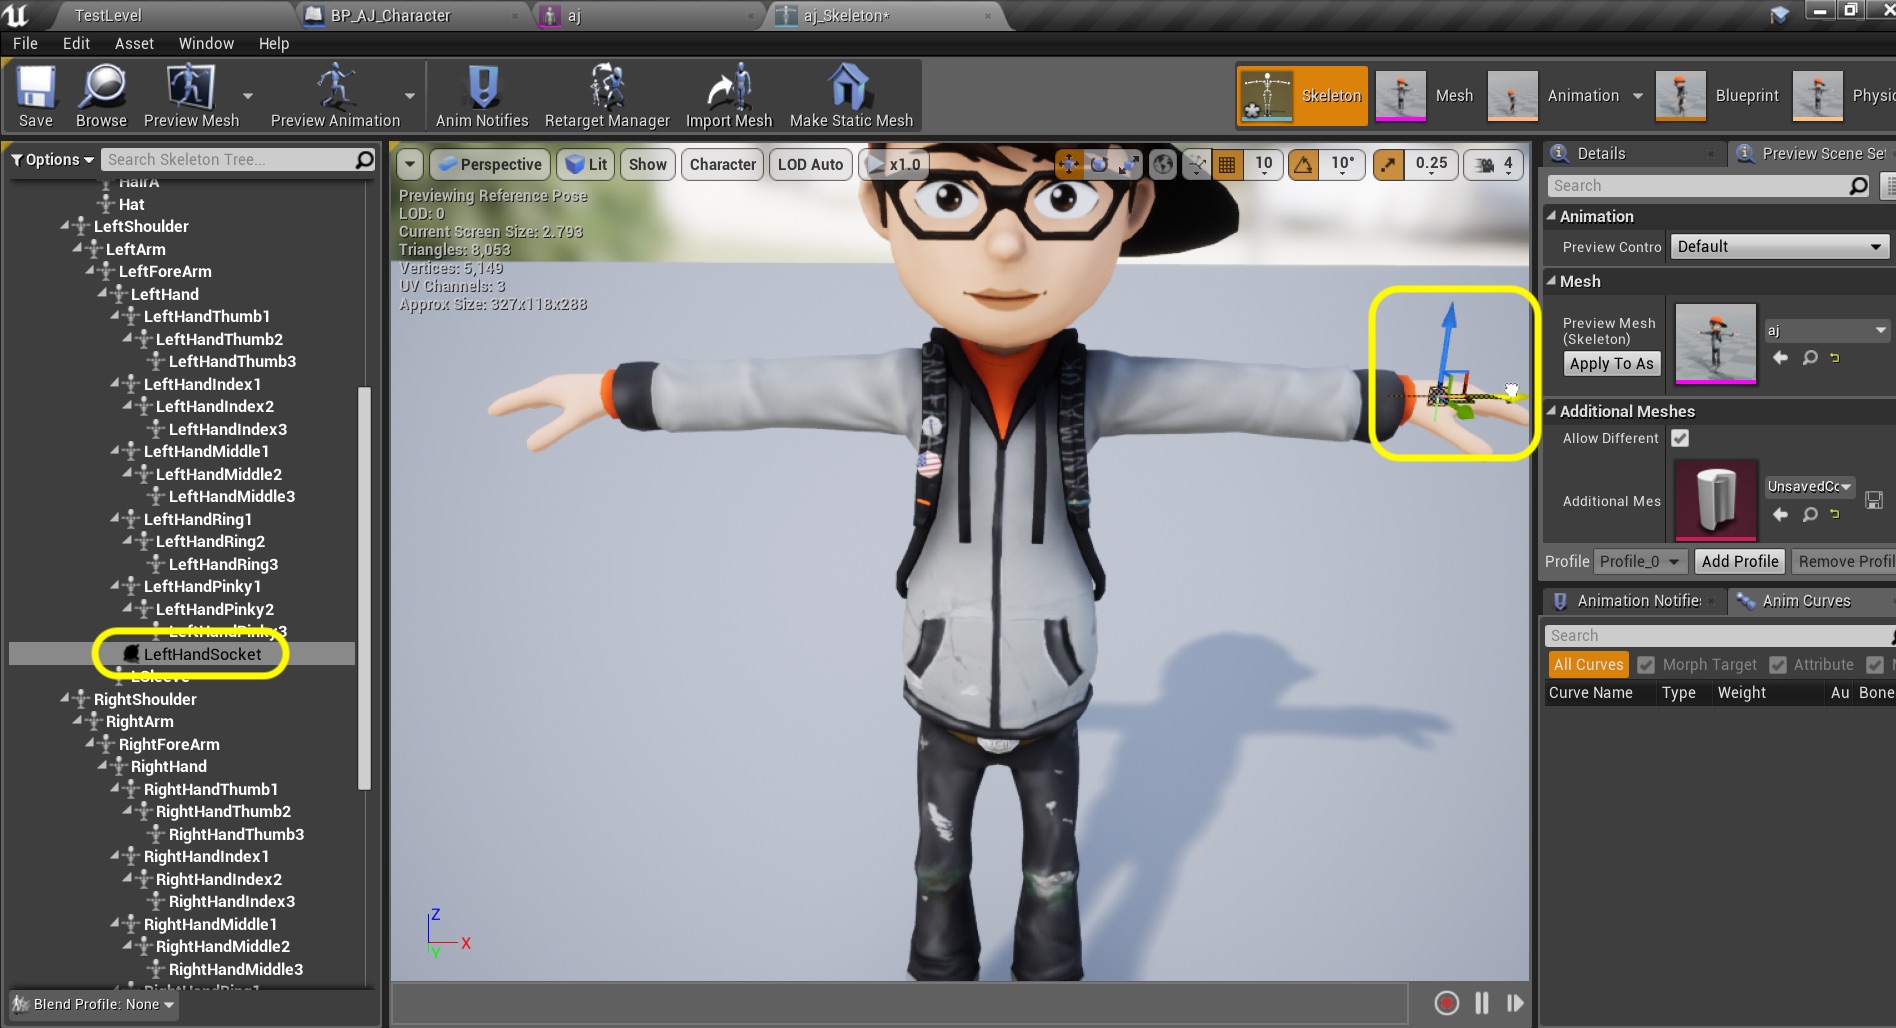 TestLevel
BP_AJ_Character
aj
aj_Skeleton*
File Edit Asset Window Help
Save
Browse
Preview Mesh
Preview Animation
Anim Notifies
Retarget Manager
Import Mesh
Make Static Mesh
Skeleton
Mesh
Animation
Blueprint
Physic
Options
Search Skeleton Tree...
HairA
Hat
LeftShoulder
LeftArm
LeftForeArm
LeftHand
LeftHandThumb1
LeftHandThumb2
LeftHandThumb3
LeftHandIndex1
LeftHandIndex2
LeftHandIndex3
LeftHandMiddle1
LeftHandMiddle2
LeftHandMiddle3
LeftHandRing1
LeftHandRing2
LeftHandRing3
LeftHandPinky1
LeftHandPinky2
LeftHandPinky3
LeftHandSocket
LSleeve
RightShoulder
RightArm
RightForeArm
RightHand
RightHandThumb1
RightHandThumb2
RightHandThumb3
RightHandIndex1
RightHandIndex2
RightHandIndex3
RightHandMiddle1
RightHandMiddle2
RightHandMiddle3
RightHandRing1
Blend Profile: None
Perspective
Lit
Show
Character
LOD Auto
x1.0
10
10°
0.25
4
Previewing Reference Pose
LOD: 0
Current Screen Size: 2.793
Triangles: 8,053
Vertices: 5,149
UV Channels: 3
Approx Size: 327x118x288
Z
X
Y
Details
Preview Scene Set
Search
Animation
Preview Contro
Default
Mesh
Preview Mesh
(Skeleton)
Apply To As
aj
Additional Meshes
Allow Different
Additional Mes
UnsavedCo
Profile
Profile_0
Add Profile
Remove Profil
Animation Notifie
Anim Curves
Search
All Curves
Morph Target
Attribute
Curve Name
Type
Weight
Au
Bone